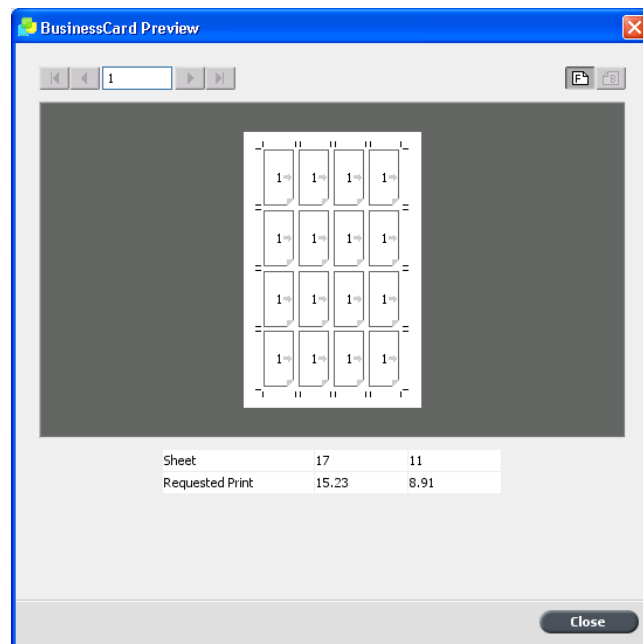 BusinessCard Preview
1
F B
1 1 1 1
1 1 1 1
1 1 1 1
1 1 1 1
Sheet 17 11
Requested Print 15.23 8.91
Close